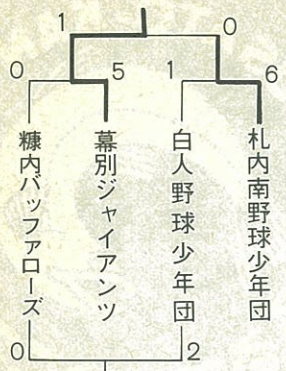 1 0
0 5 1 6
糠内バッファローズ
幕別ジャイアンツ
白人野球少年団
札内南野球少年団
0 2